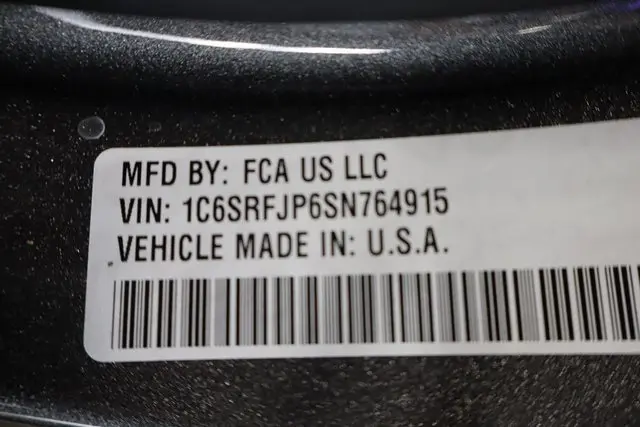 MFD BY: FCA US LLC
VIN: 1C6SRFJP6SN764915
VEHICLE MADE IN: U.S.A.